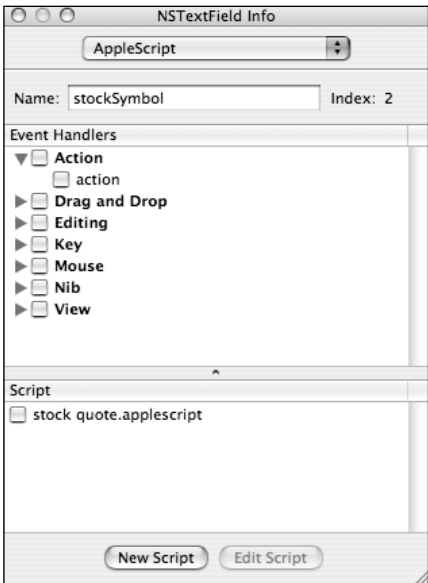 NSTextField Info
AppleScript
Name: stockSymbol Index: 2
Event Handlers
Action
action
Drag and Drop
Editing
Key
Mouse
Nib
View
Script
stock quote.applescript
New Script Edit Script